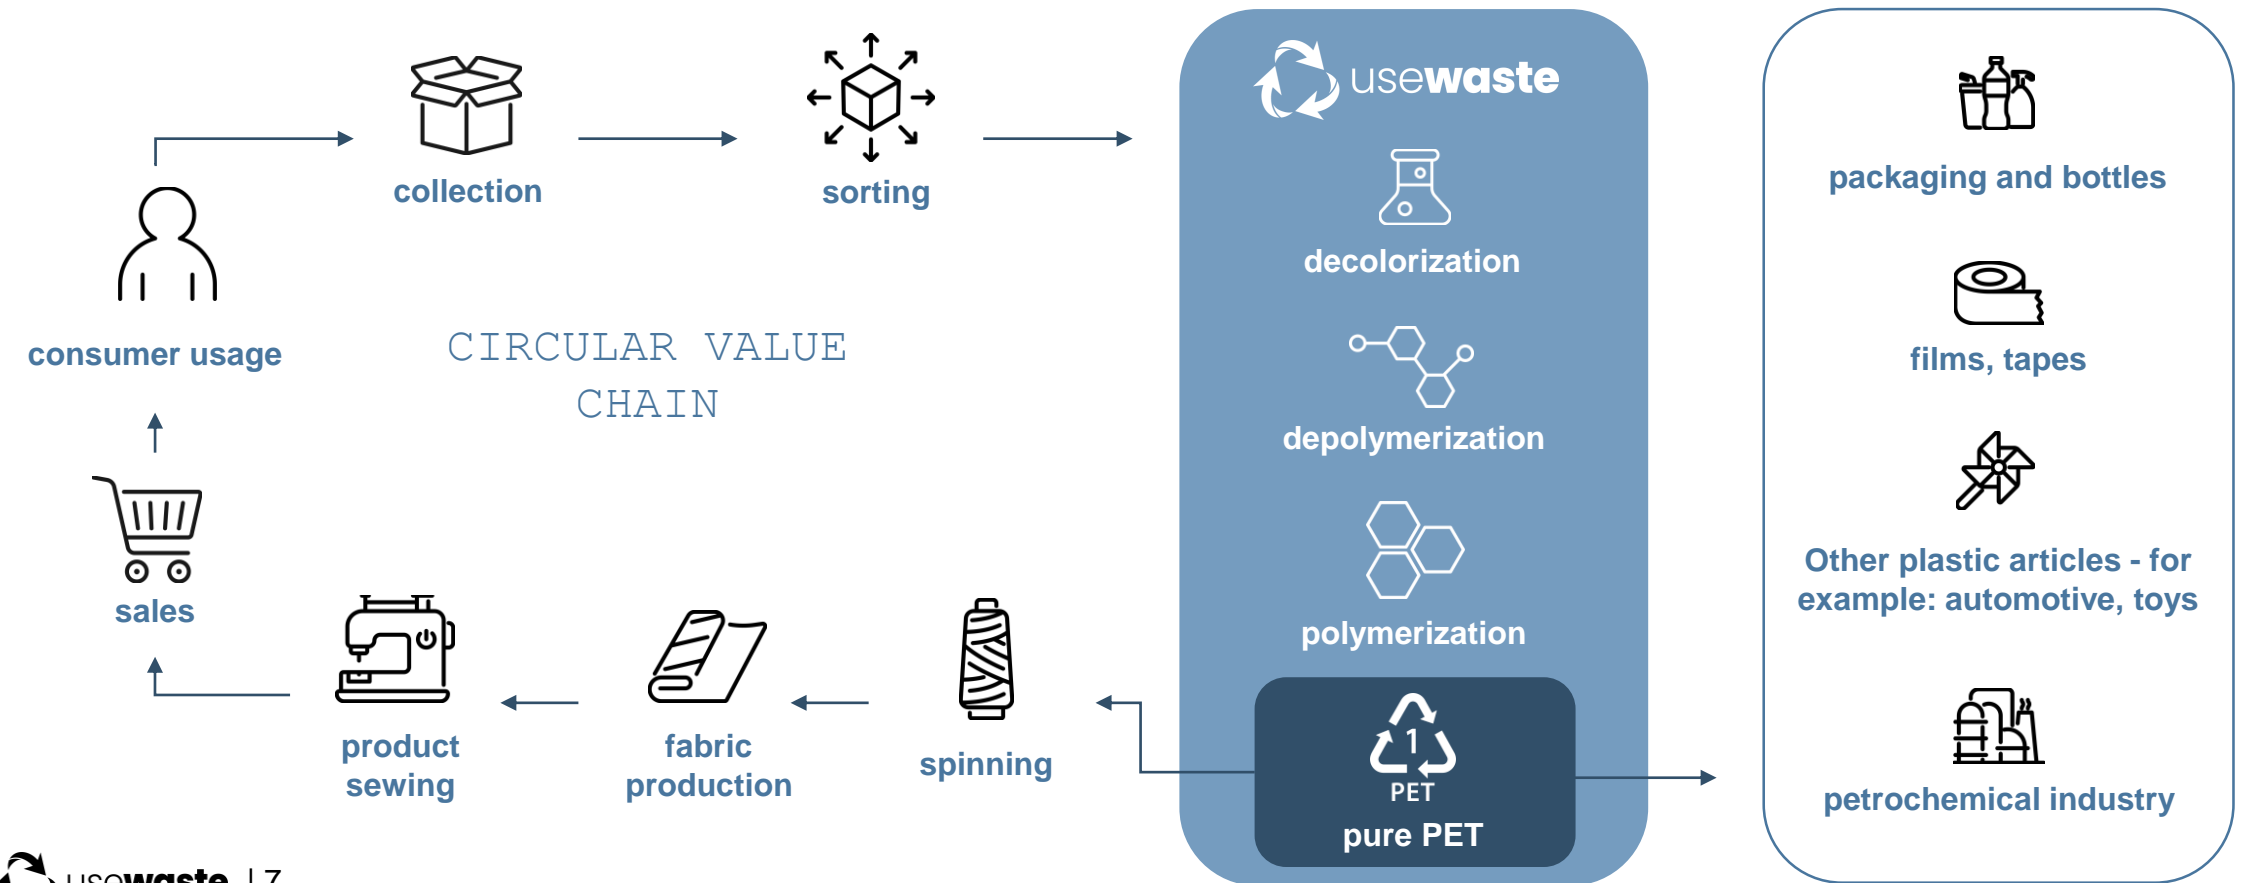 usewaste
collection
sorting
decolorization
consumer usage
CIRCULAR VALUE
CHAIN
depolymerization
sales
polymerization
product
sewing
fabric
production
spinning
1
PET
pure PET
packaging and bottles
films, tapes
Other plastic articles - for
example: automotive, toys
petrochemical industry
usewaste | 7